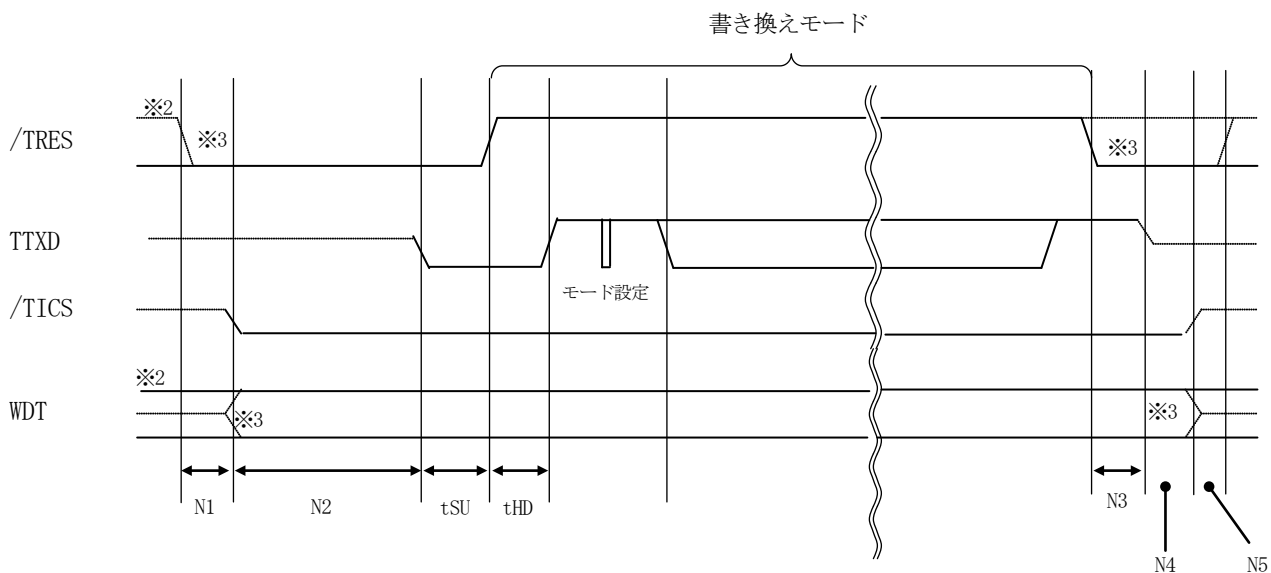 書き換えモード
※2
/TRES
※3
※3
TTXD
モード設定
/TICS
※2
WDT
※3
※3
N1
N2
tSU
tHD
N3
N4
N5